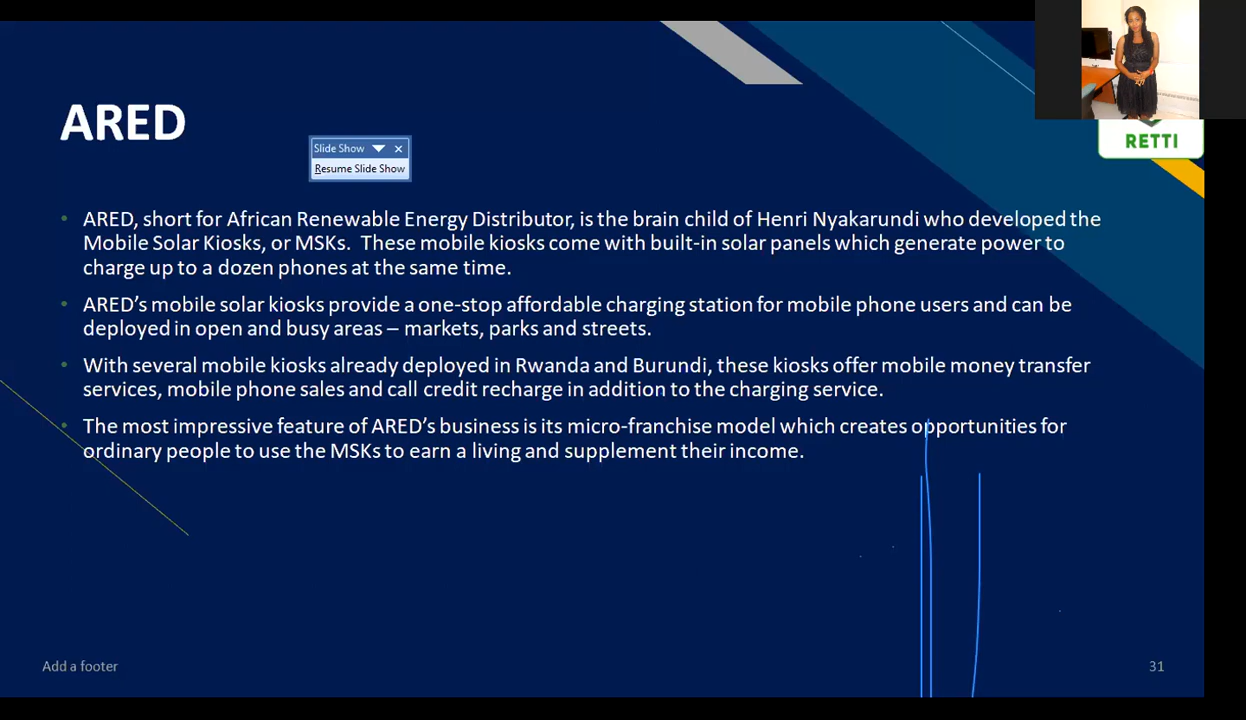 ARED
Slide Show
Resume Slide Show
RETTI
• ARED, short for African Renewable Energy Distributor, is the brain child of Henri Nyakarundi who developed the
Mobile Solar Kiosks, or MSKs.  These mobile kiosks come with built-in solar panels which generate power to
charge up to a dozen phones at the same time.
• ARED’s mobile solar kiosks provide a one-stop affordable charging station for mobile phone users and can be
deployed in open and busy areas – markets, parks and streets.
• With several mobile kiosks already deployed in Rwanda and Burundi, these kiosks offer mobile money transfer
services, mobile phone sales and call credit recharge in addition to the charging service.
• The most impressive feature of ARED’s business is its micro-franchise model which creates opportunities for
ordinary people to use the MSKs to earn a living and supplement their income.
Add a footer
31